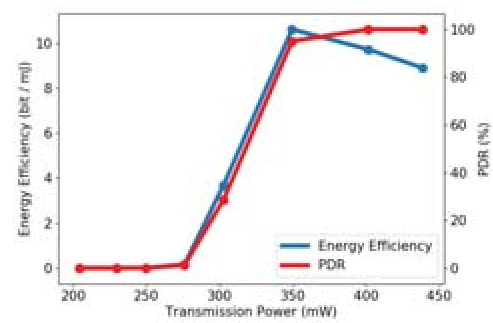 10
8
6
4
2
0
Energy Efficiency (bit / mJ)
100
80
60
40
20
0
PDR (%)
Energy Efficiency
PDR
200 250 300 350 400 450
Transmission Power (mW)